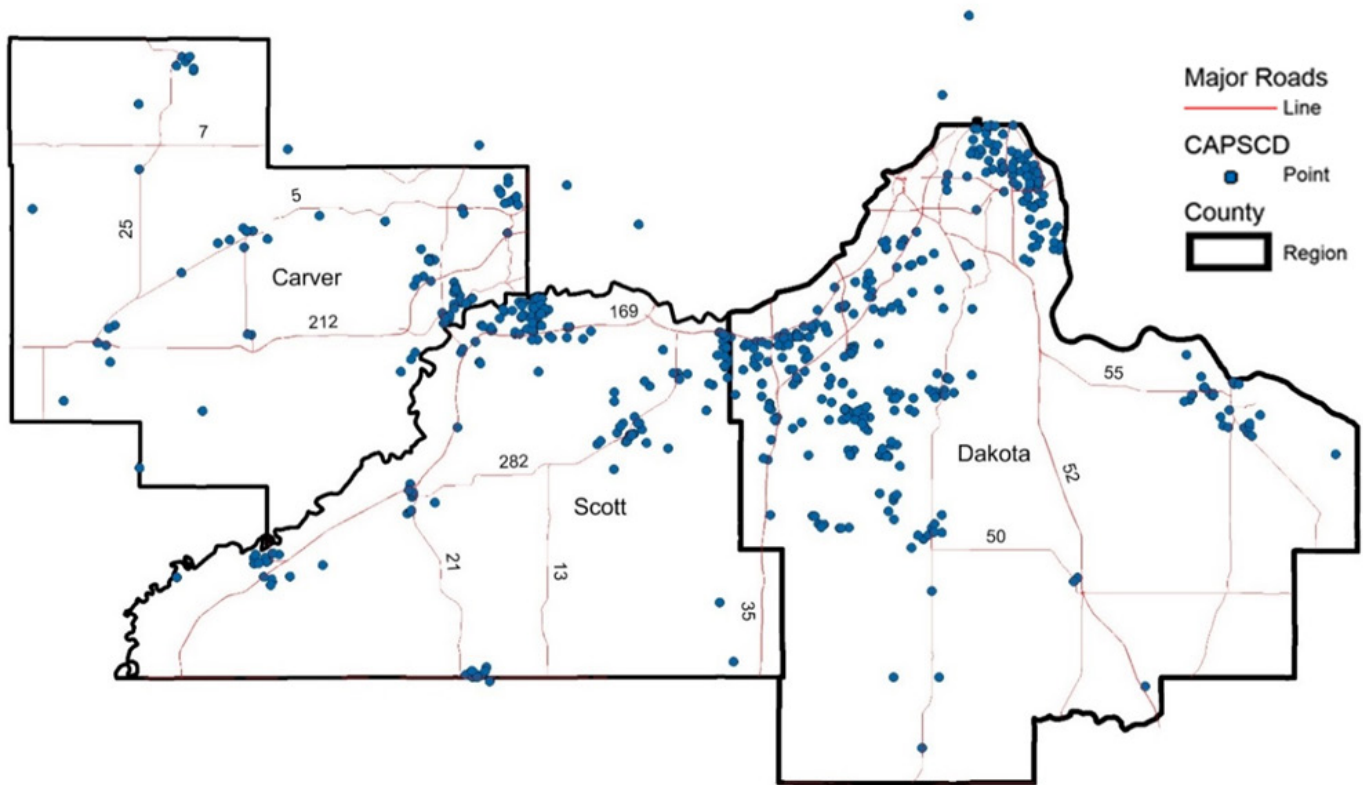 Major Roads
Line
CAPSCD
Point
County
Region
7
5
25
Carver
212
169
55
282
Dakota
52
Scott
50
21
13
35